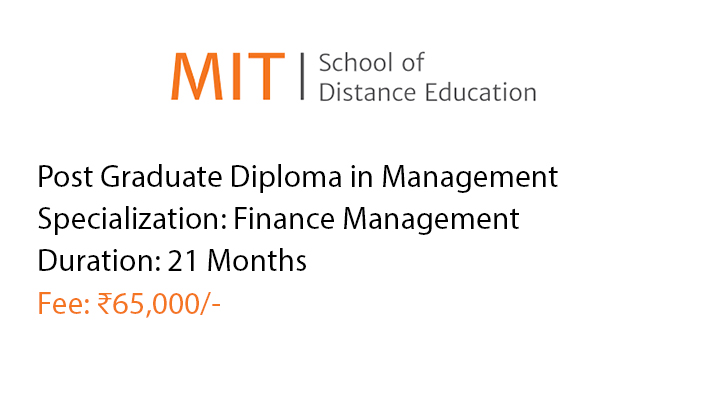 MIT
School of
Distance Education
Post Graduate Diploma in Management
Specialization: Finance Management
Duration: 21 Months
Fee: ₹65,000/-